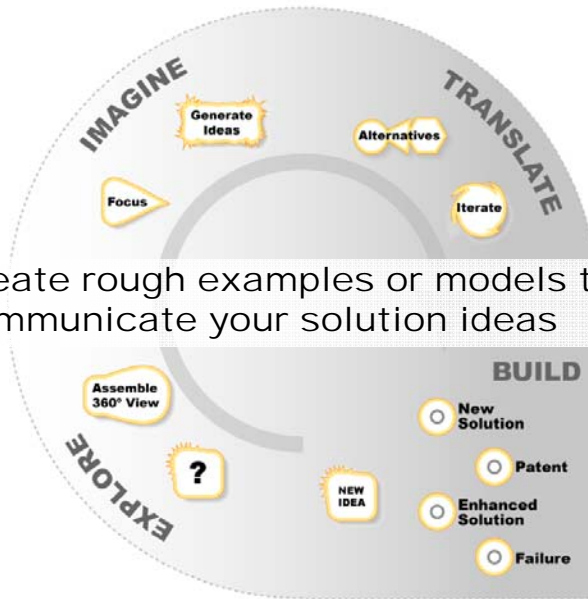 IMAGINE
Generate
Ideas
Focus
TRANSLATE
Alternatives
Iterate
eate rough examples or models t
mmunicate your solution ideas
EXPLORE
Assemble
360° View
?
NEW
IDEA
BUILD
New
Solution
Patent
Enhanced
Solution
Failure